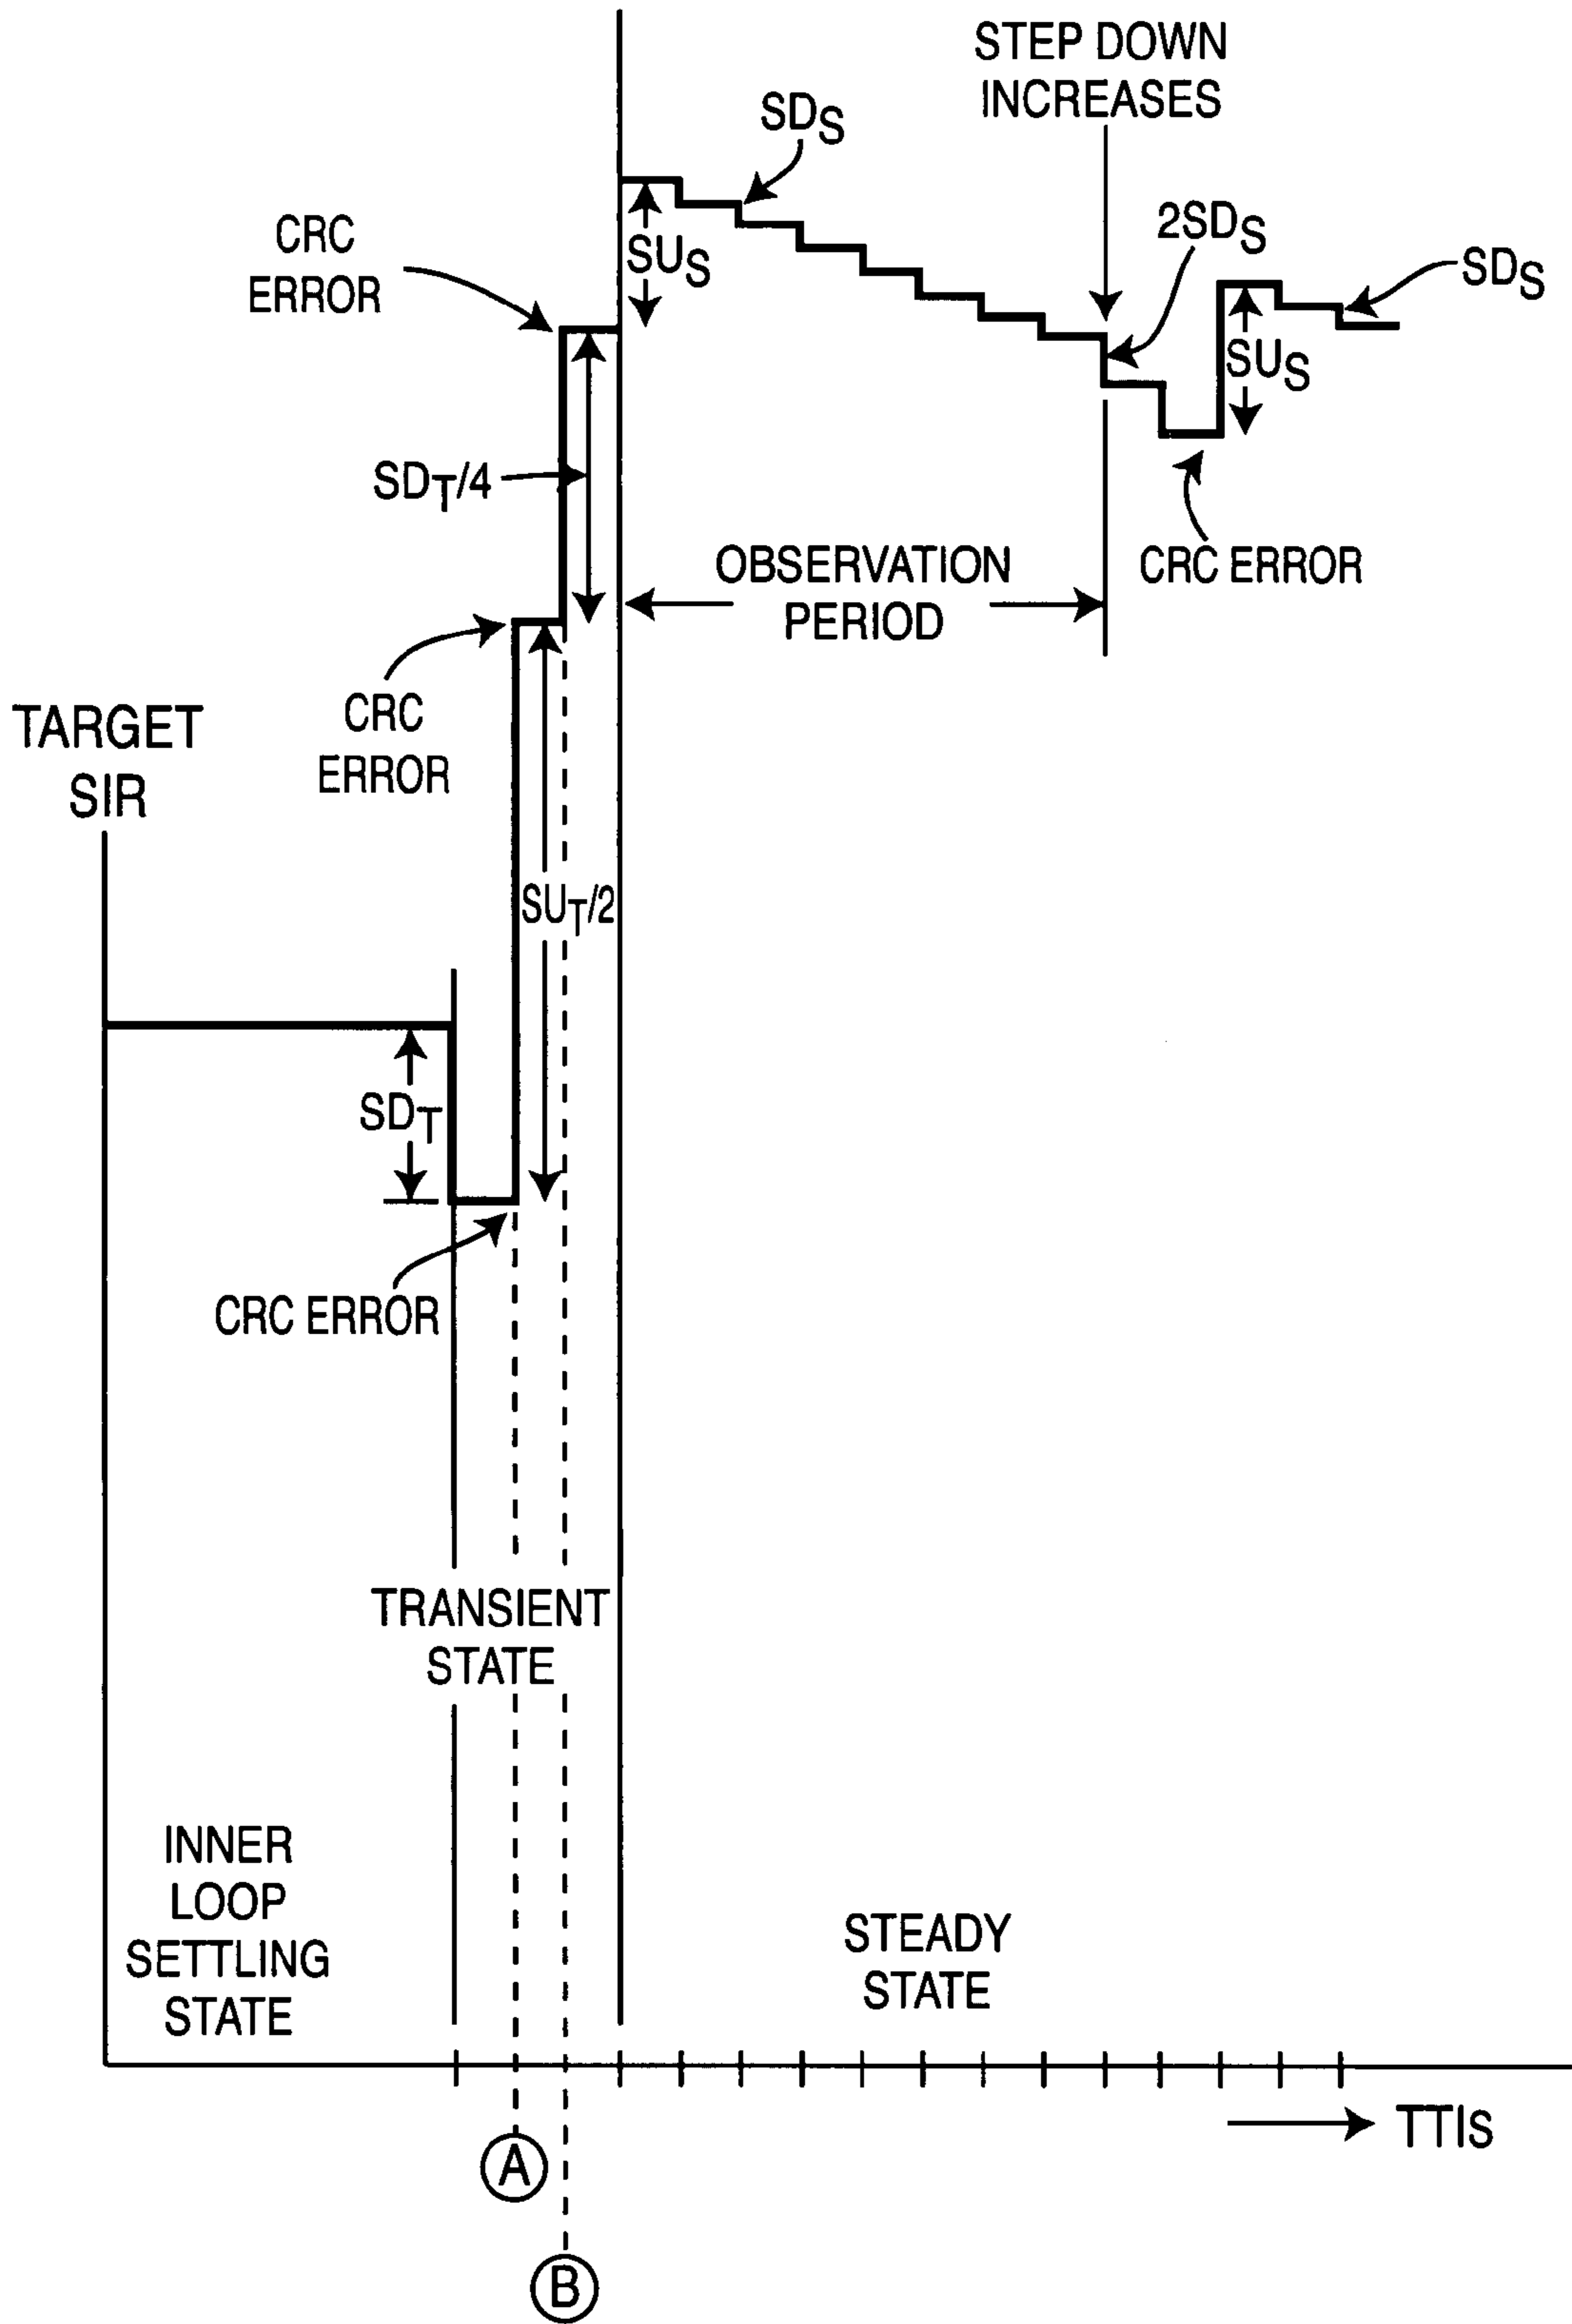 STEP DOWN
INCREASES
SDS
2SDS
SDS
CRC
ERROR
SUS
SUS
SDT/4
OBSERVATION
PERIOD
CRC ERROR
CRC
ERROR
TARGET
SIR
SUT/2
SDT
CRC ERROR
TRANSIENT
STATE
INNER
LOOP
SETTLING
STATE
STEADY
STATE
TTIS
A
B